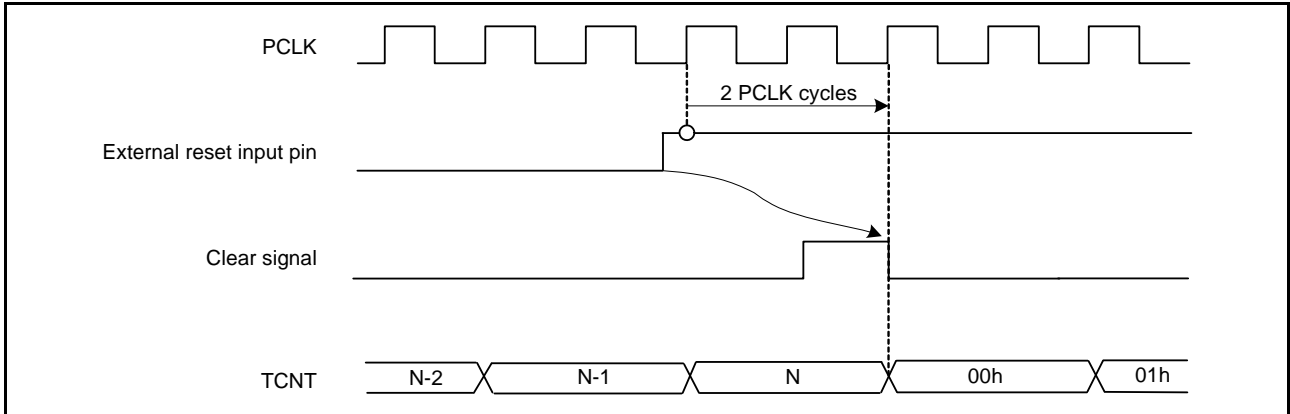 PCLK
2 PCLK cycles
External reset input pin
Clear signal
TCNT N-2 N-1 N 00h 01h